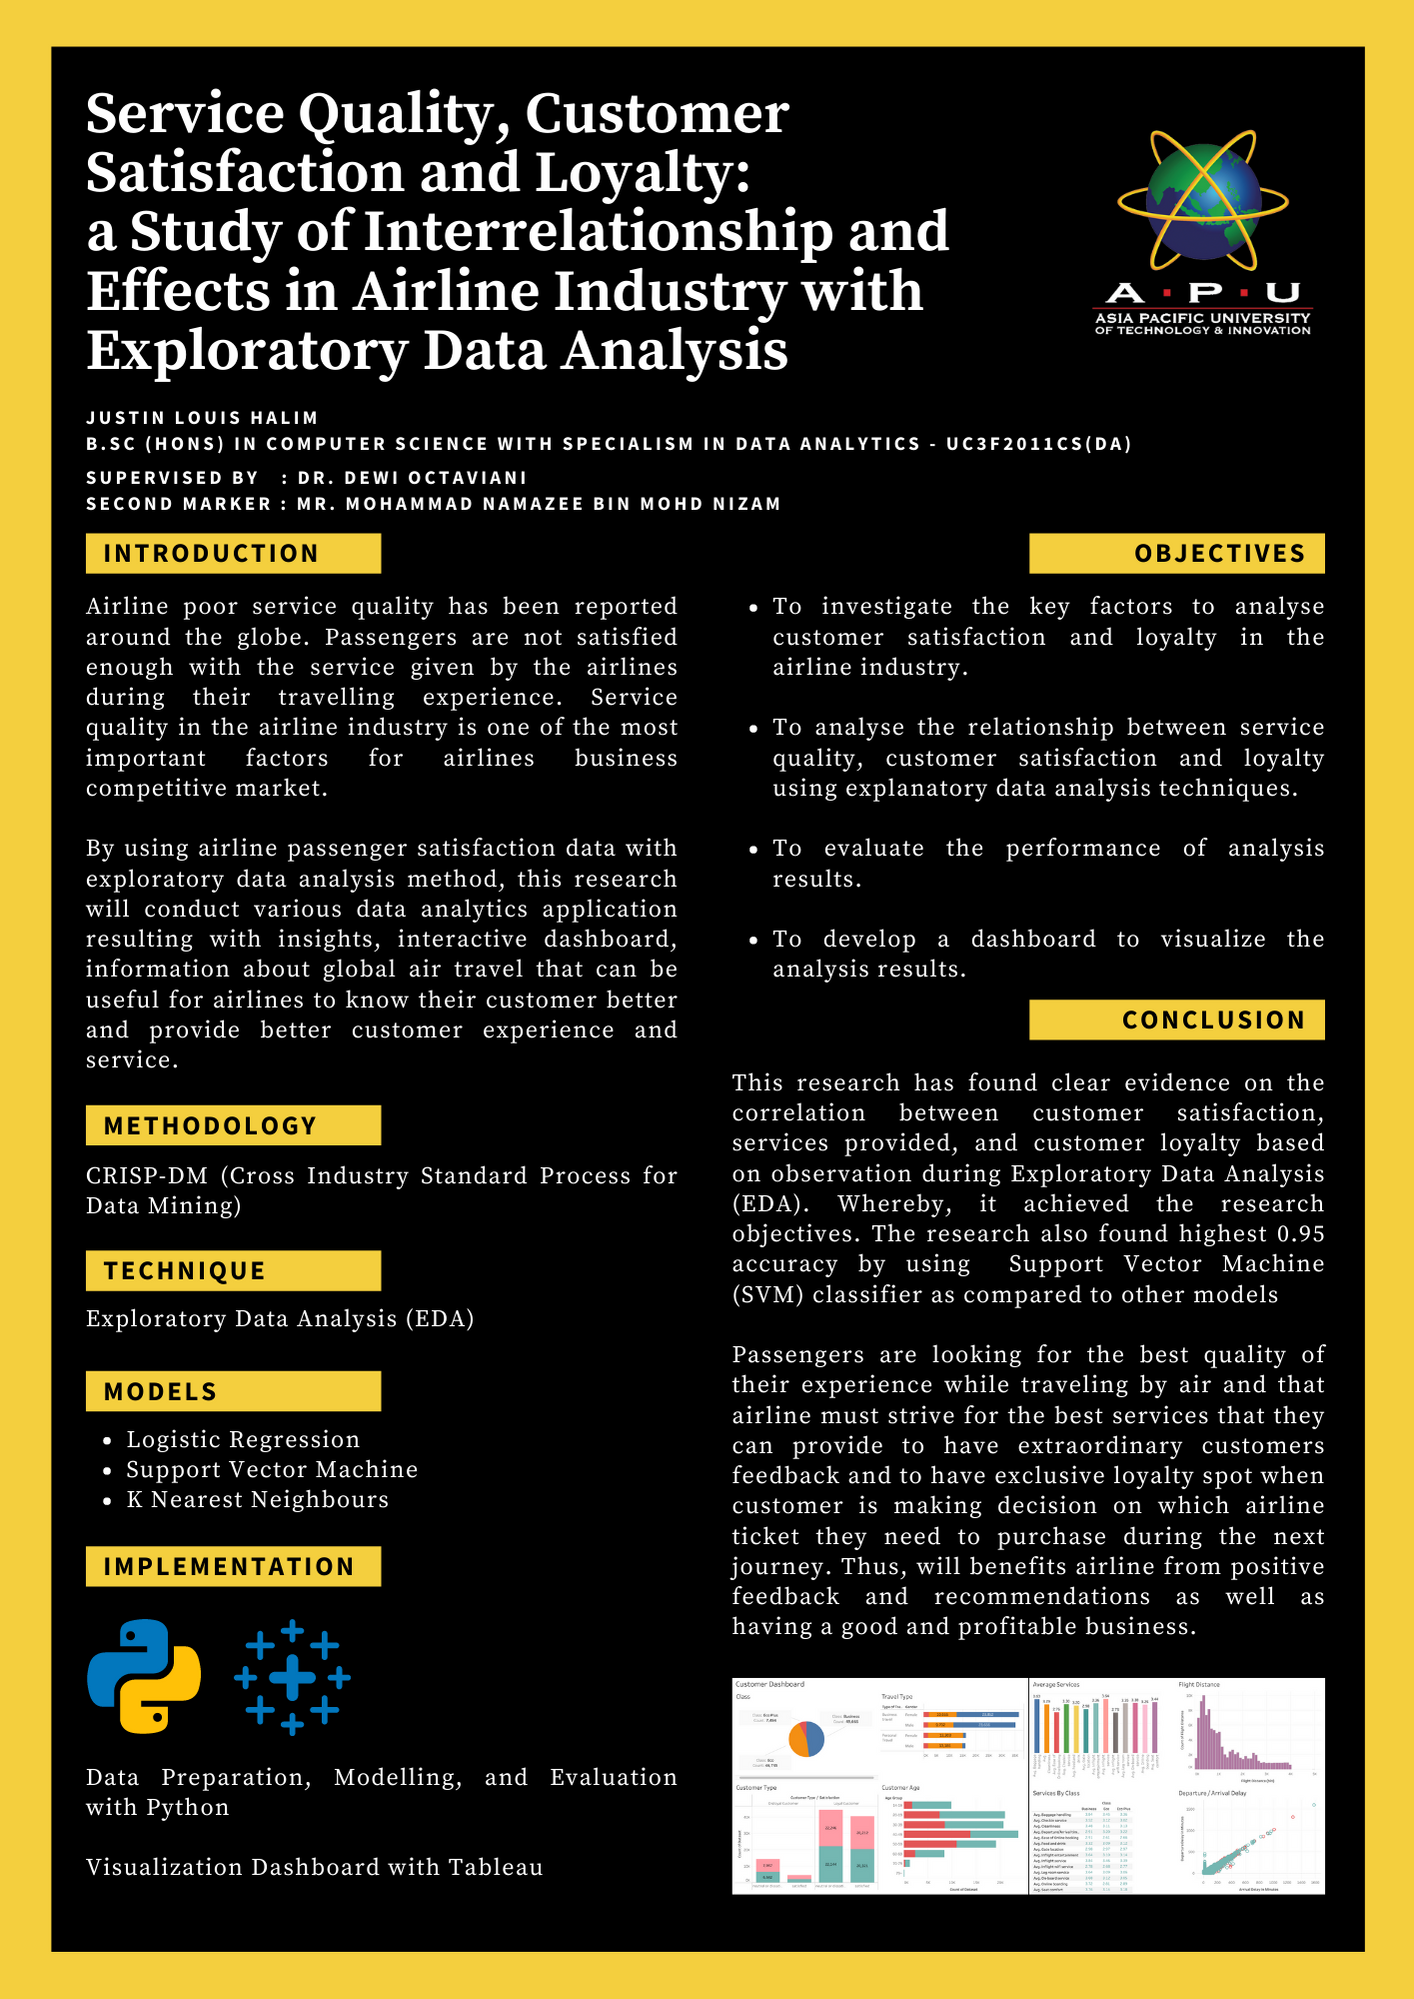 Service Quality, Customer
Satisfaction and Loyalty:
a Study of Interrelationship and
Effects in Airline Industry with
Exploratory Data Analysis
A · P · U
ASIA PACIFIC UNIVERSITY
OF TECHNOLOGY & INNOVATION
JUSTIN LOUIS HALIM
B.SC (HONS) IN COMPUTER SCIENCE WITH SPECIALISM IN DATA ANALYTICS - UC3F2011CS(DA)
SUPERVISED BY : DR. DEWI OCTAVIANI
SECOND MARKER : MR. MOHAMMAD NAMAZEE BIN MOHD NIZAM
INTRODUCTION
Airline poor service quality has been reported
around the globe. Passengers are not satisfied
enough with the service given by the airlines
during their travelling experience. Service
quality in the airline industry is one of the most
important factors for airlines business
competitive market.
By using airline passenger satisfaction data with
exploratory data analysis method, this research
will conduct various data analytics application
resulting with insights, interactive dashboard,
information about global air travel that can be
useful for airlines to know their customer better
and provide better customer experience and
service.
METHODOLOGY
CRISP-DM (Cross Industry Standard Process for
Data Mining)
TECHNIQUE
Exploratory Data Analysis (EDA)
MODELS
• Logistic Regression
• Support Vector Machine
• K Nearest Neighbours
IMPLEMENTATION
Data Preparation, Modelling, and Evaluation
with Python
Visualization Dashboard with Tableau
OBJECTIVES
• To investigate the key factors to analyse
customer satisfaction and loyalty in the
airline industry.
• To analyse the relationship between service
quality, customer satisfaction and loyalty
using explanatory data analysis techniques.
• To evaluate the performance of analysis
results.
• To develop a dashboard to visualize the
analysis results.
CONCLUSION
This research has found clear evidence on the
correlation between customer satisfaction,
services provided, and customer loyalty based
on observation during Exploratory Data Analysis
(EDA). Whereby, it achieved the research
objectives. The research also found highest 0.95
accuracy by using Support Vector Machine
(SVM) classifier as compared to other models
Passengers are looking for the best quality of
their experience while traveling by air and that
airline must strive for the best services that they
can provide to have extraordinary customers
feedback and to have exclusive loyalty spot when
customer is making decision on which airline
ticket they need to purchase during the next
journey. Thus, will benefits airline from positive
feedback and recommendations as well as
having a good and profitable business.
Customer Dashboard
Class
Travel Type
Customer Type
Customer Age
Average Services
Flight Distance
Services By Class
Departure / Arrival Delay